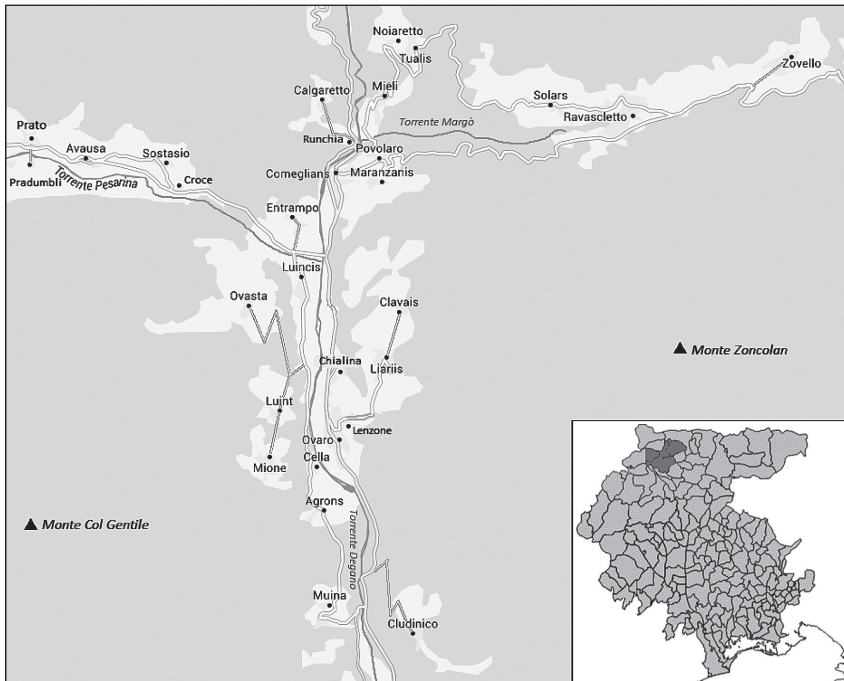 Noiaretto
Tualis
Zovello
Calgaretto
Mieli
Solars
Ravascletto
Torrente Margò
Prato
Runchia
Povolaro
Avausa
Sostasio
Comeglians
Maranzanis
Pradumbli
Torrente Pesarina
Croce
Entrampo
Luincis
Ovasta
Clavais
Monte Zoncolan
Chialina
Liariis
Luint
Lenzone
Ovaro
Cella
Mione
Agrons
Monte Col Gentile
Torrente Degano
Muina
Cludinico